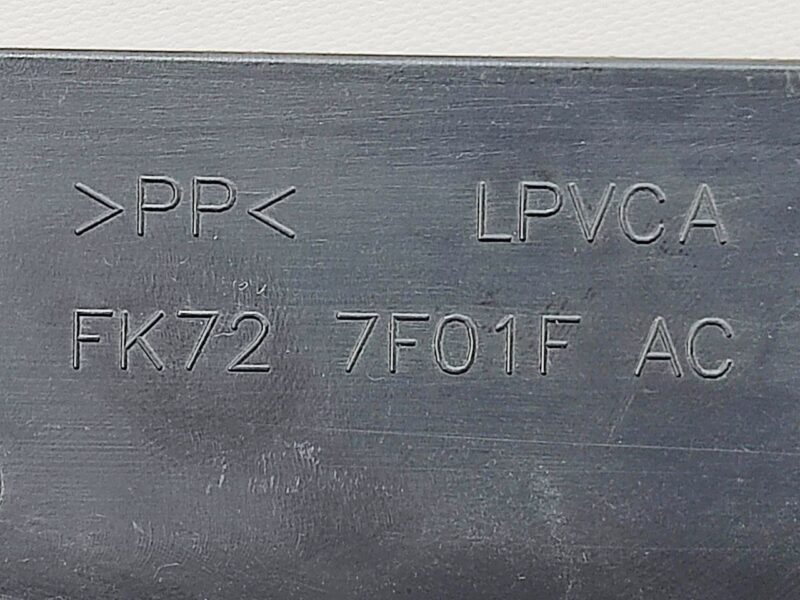 >PP< LPVCA
FK72 7F01F AC